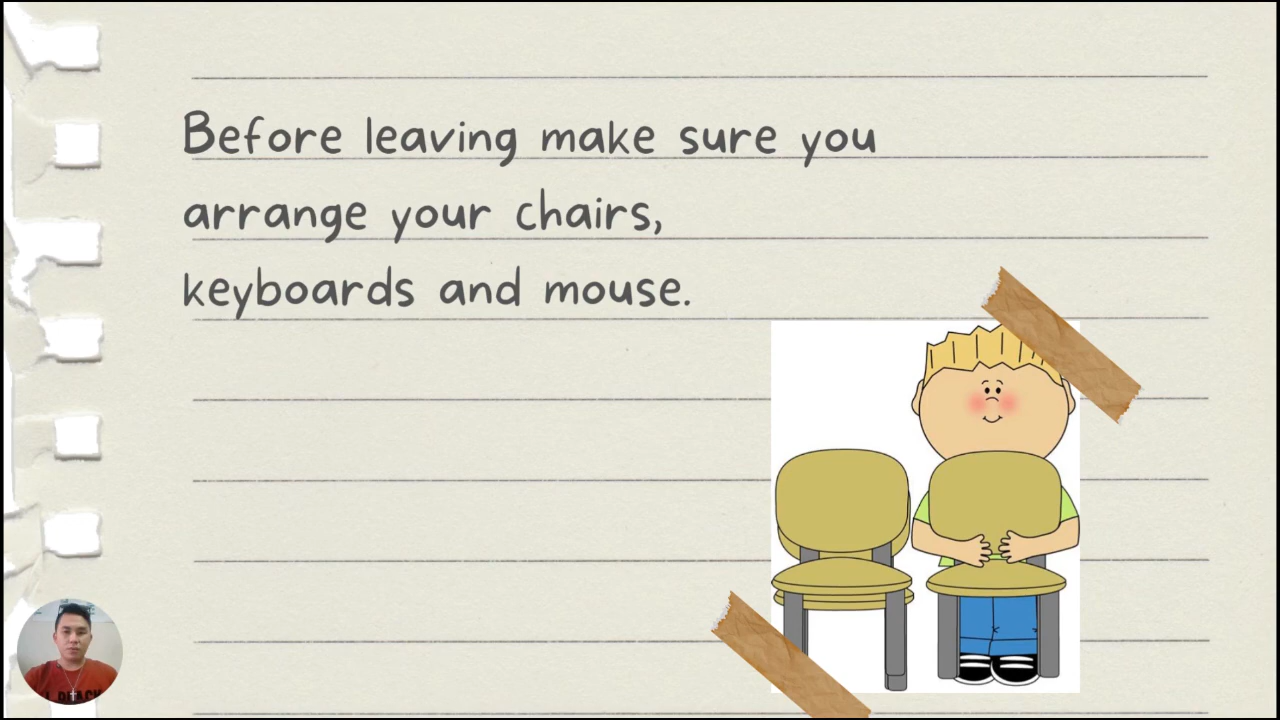 Before leaving make sure you
arrange your chairs,
keyboards and mouse.